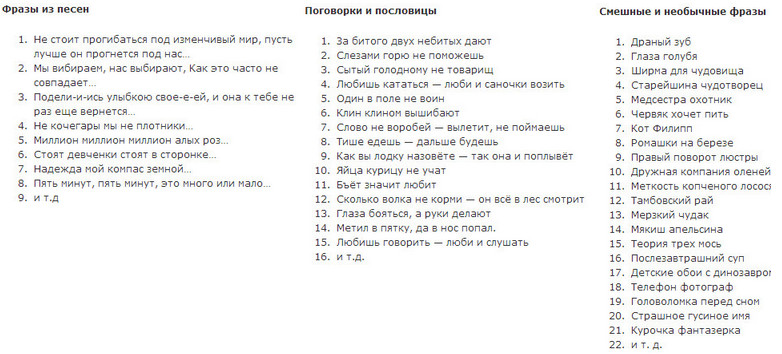 Фразы из песен
1. Не стоит прогибаться под изменчивый мир, пусть
лучше он прогнется под нас…
2. Мы вибираем, нас выбирают, Как это часто не
совпадает…
3. Подели-и-ись улыбкою свое-е-ей, и она к тебе не
раз еще вернется…
4. Не кочегары мы не плотники…
5. Миллион миллион миллион алых роз…
6. Стоят девченки стоят в сторонке…
7. Надежда мой компас земной…
8. Пять минут, пять минут, это много или мало…
9. и т.д
Поговорки и пословицы
1. За битого двух небитых дают
2. Слезами горю не поможешь
3. Сытый голодному не товарищ
4. Любишь кататься — люби и саночки возить
5. Один в поле не воин
6. Клин клином вышибают
7. Слово не воробей — вылетит, не поймаешь
8. Тише едешь — дальше будешь
9. Как вы лодку назовёте — так она и поплывёт
10. Яйца курицу не учат
11. Бъёт значит любит
12. Сколько волка не корми — он всё в лес смотрит
13. Глаза бояться, а руки делают
14. Метил в пятку, да в нос попал.
15. Любишь говорить — люби и слушать
16. и т.д.
Смешные и необычные фразы
1. Драный зуб
2. Глаза голубя
3. Ширма для чудовища
4. Старейшина чудотворец
5. Медсестра охотник
6. Червяк хочет пить
7. Кот Филипп
8. Ромашки на березе
9. Правый поворот люстры
10. Дружная компания оленей
11. Меткость копченого лосося
12. Тамбовский рай
13. Мерзкий чудак
14. Мякиш апельсина
15. Теория трех мось
16. Послезавтрашний суп
17. Детские обои с динозавром
18. Телефон фотограф
19. Головоломка перед сном
20. Страшное гусиное имя
21. Курочка фантазерка
22. и т. д.